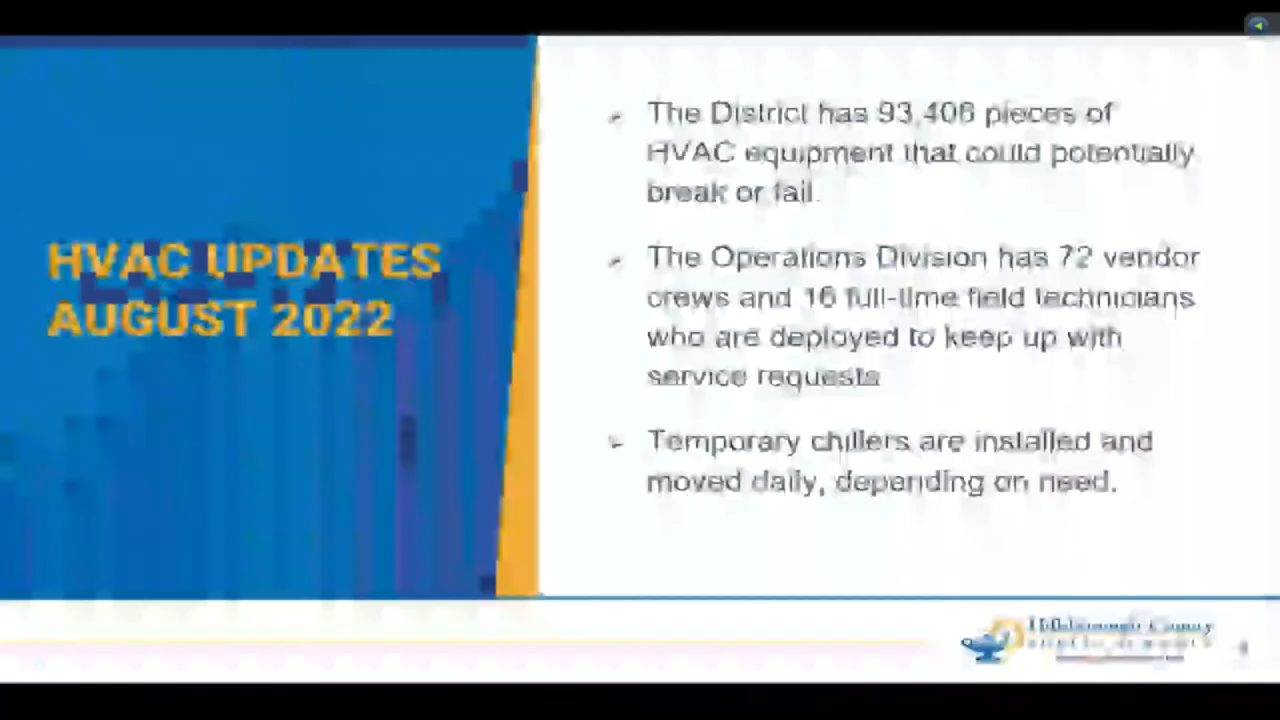 HVAC UPDATES
AUGUST 2022
The District has 93,406 pieces of
HVAC equipment that could potentially
break or fail.
The Operations Division has 72 vendor
crews and 16 full-time field technicians
who are deployed to keep up with
service requests
Temporary chillers are installed and
moved daily, depending on need.
Hillsborough County